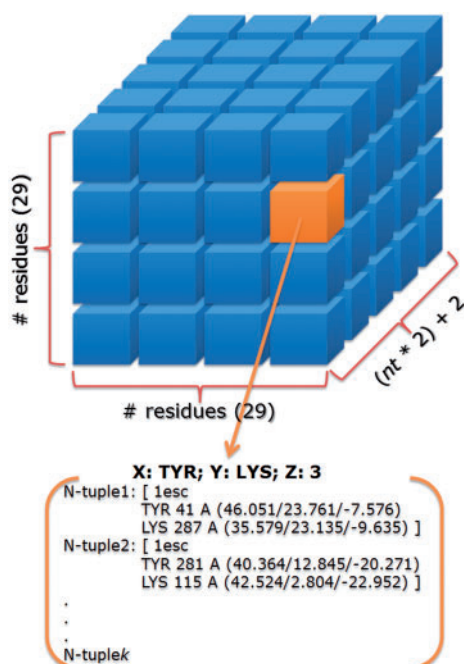 # residues (29)
(nt * 2) + 2
# residues (29)
X: TYR; Y: LYS; Z: 3
N-tuple1: [ 1esc
TYR 41 A (46.051/23.761/-7.576)
LYS 287 A (35.579/23.135/-9.635) ]
N-tuple2: [ 1esc
TYR 281 A (40.364/12.845/-20.271)
LYS 115 A (42.524/2.804/-22.952) ]
.
.
.
N-tuplek